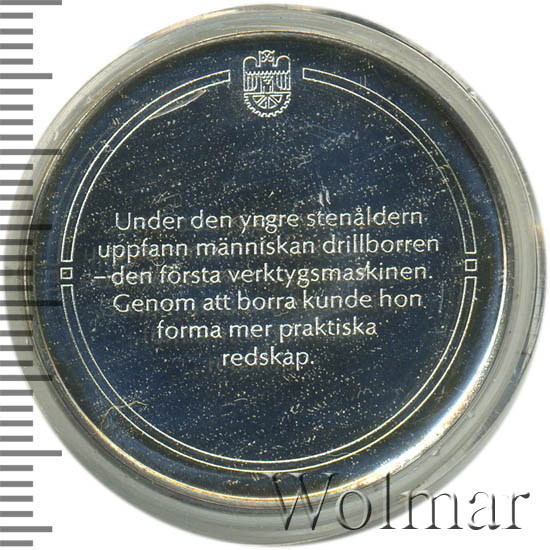 Under den yngre stenåldern
uppfann människan drillborren
–den första verktygsmaskinen.
Genom att borra kunde hon
forma mer praktiska
redskap.
Wolmar